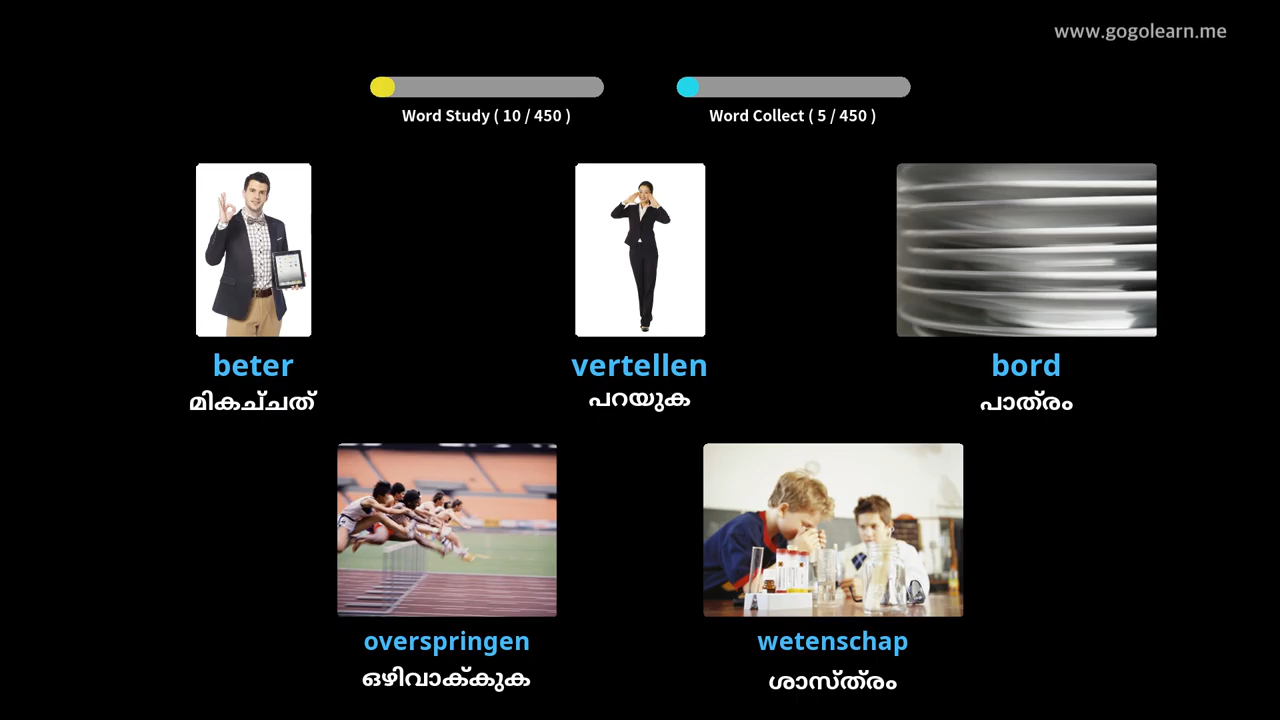 www.gogolearn.me
Word Study ( 10 / 450 )
Word Collect ( 5 / 450 )
beter
മികച്ചത്
vertellen
പറയുക
bord
പാത്രം
overspringen
ഒഴിവാക്കുക
wetenschap
ശാസ്ത്രം